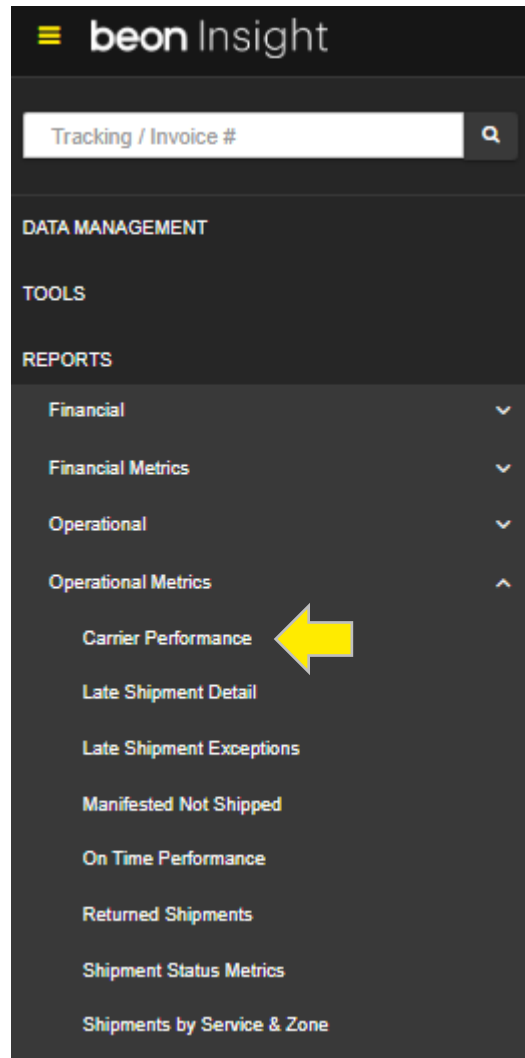 beon Insight
Tracking / Invoice #
DATA MANAGEMENT
TOOLS
REPORTS
Financial
Financial Metrics
Operational
Operational Metrics
Carrier Performance
Late Shipment Detail
Late Shipment Exceptions
Manifested Not Shipped
On Time Performance
Returned Shipments
Shipment Status Metrics
Shipments by Service & Zone